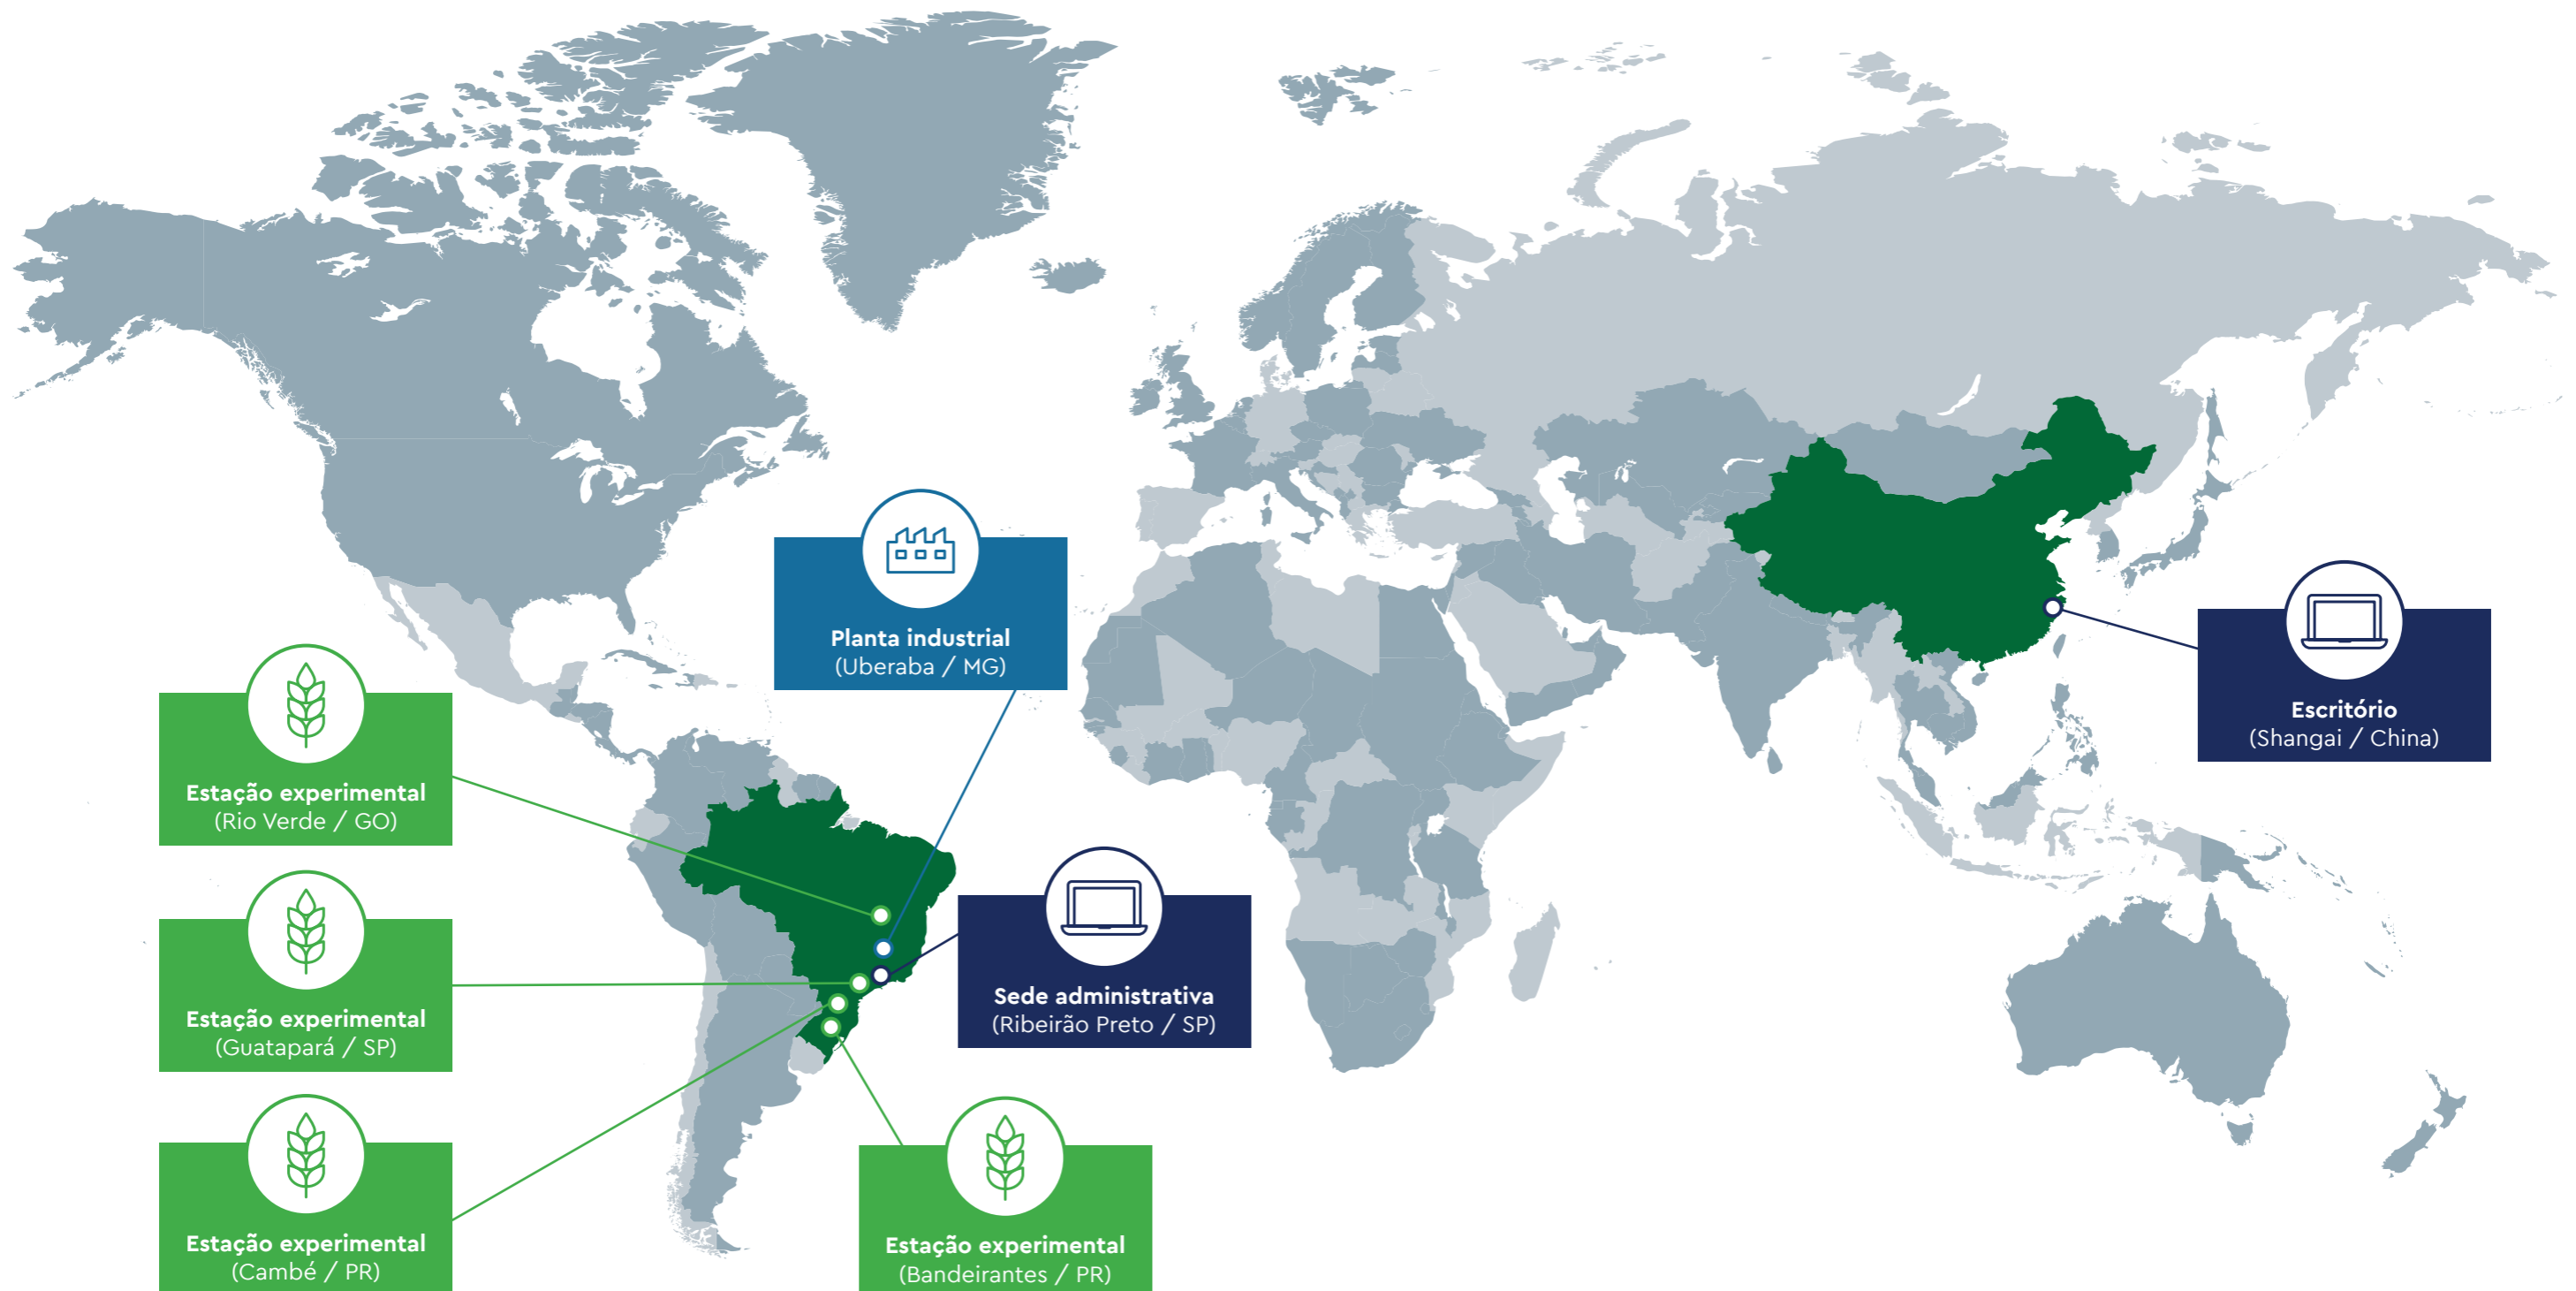 Planta industrial
(Uberaba / MG)
Escritório
(Shangai / China)
Estação experimental
(Rio Verde / GO)
Sede administrativa
(Ribeirão Preto / SP)
Estação experimental
(Guatapará / SP)
Estação experimental
(Cambé / PR)
Estação experimental
(Bandeirantes / PR)